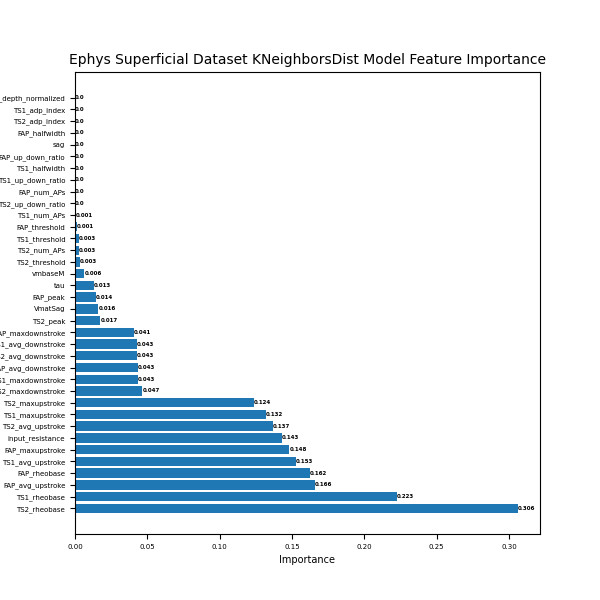 Ephys Superficial Dataset KNeighborsDist Model Feature Importance
_depth_normalized 0.0
TS1_adp_index 0.0
TS2_adp_index 0.0
FAP_halfwidth 0.0
sag 0.0
FAP_up_down_ratio 0.0
TS1_halfwidth 0.0
TS1_up_down_ratio 0.0
FAP_num_APs 0.0
TS2_up_down_ratio 0.0
TS1_num_APs 0.001
FAP_threshold 0.001
TS1_threshold 0.003
TS2_num_APs 0.003
TS2_threshold 0.003
vmbaseM 0.006
tau 0.013
FAP_peak 0.014
VmatSag 0.016
TS2_peak 0.017
AP_maxdownstroke 0.041
S1_avg_downstroke 0.043
S2_avg_downstroke 0.043
AP_avg_downstroke 0.043
TS1_maxdownstroke 0.043
TS2_maxdownstroke 0.047
TS2_maxupstroke 0.124
TS1_maxupstroke 0.132
TS2_avg_upstroke 0.137
input_resistance 0.143
FAP_maxupstroke 0.148
TS1_avg_upstroke 0.153
FAP_rheobase 0.162
FAP_avg_upstroke 0.166
TS1_rheobase 0.223
TS2_rheobase 0.306
0.00 0.05 0.10 0.15 0.20 0.25 0.30
Importance